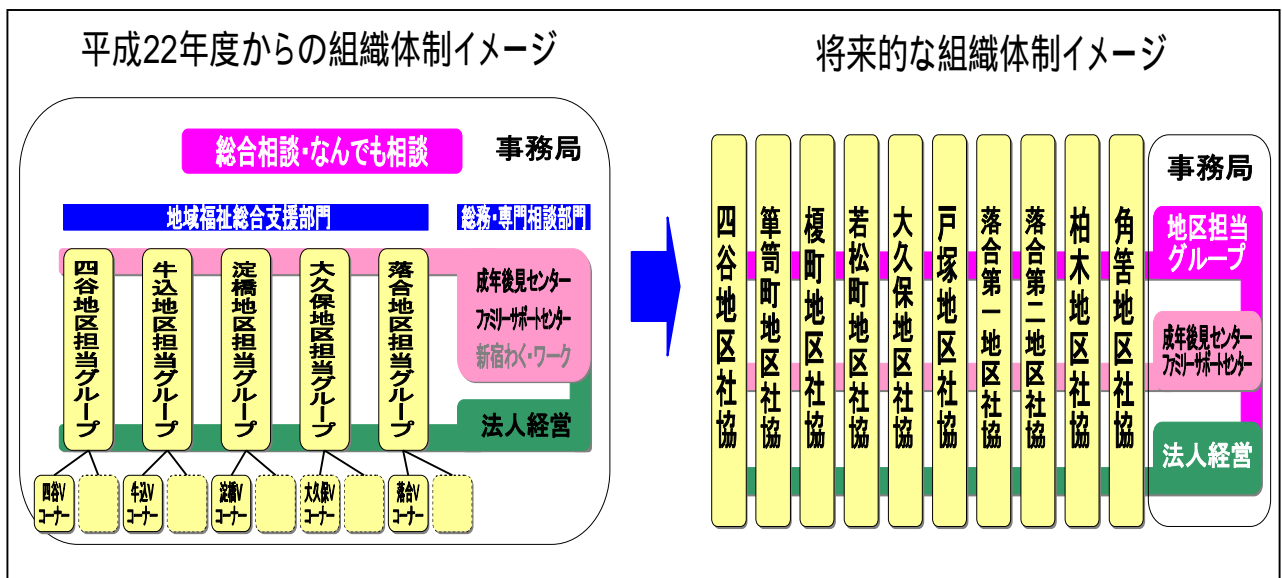 平成22年度からの組織体制イメージ
総合相談・なんでも相談
事務局
地域福祉総合支援部門
総務・専門相談部門
四谷地区担当グループ
牛込地区担当グループ
淀橋地区担当グループ
大久保地区担当グループ
落合地区担当グループ
成年後見センター
ファミリーサポートセンター
新宿わく・ワーク
法人経営
四谷V
コーナー
牛込V
コーナー
淀橋V
コーナー
大久保V
コーナー
落合V
コーナー
将来的な組織体制イメージ
四谷地区社協
箪笥町地区社協
榎町地区社協
若松町地区社協
大久保地区社協
戸塚地区社協
落合第一地区社協
落合第二地区社協
柏木地区社協
角筈地区社協
事務局
地区担当
グループ
成年後見センター
ファミリーサポートセンター
法人経営